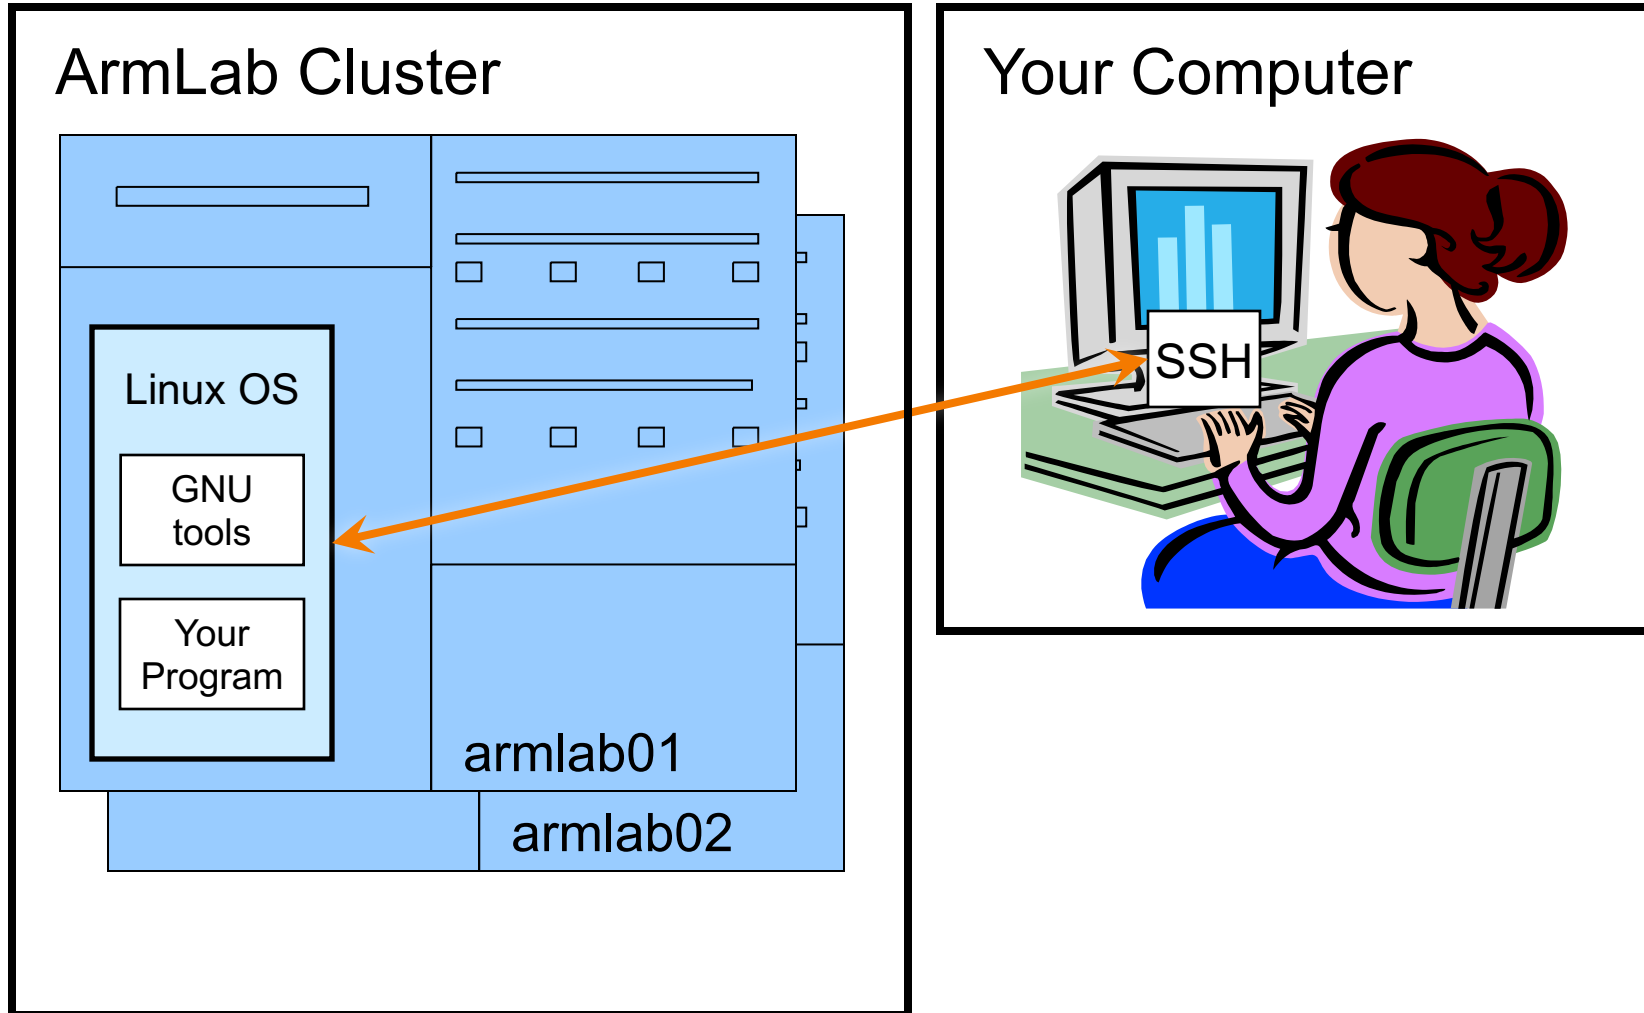 ArmLab Cluster
Linux OS
GNU
tools
Your
Program
armlab01
armlab02
Your Computer
SSH